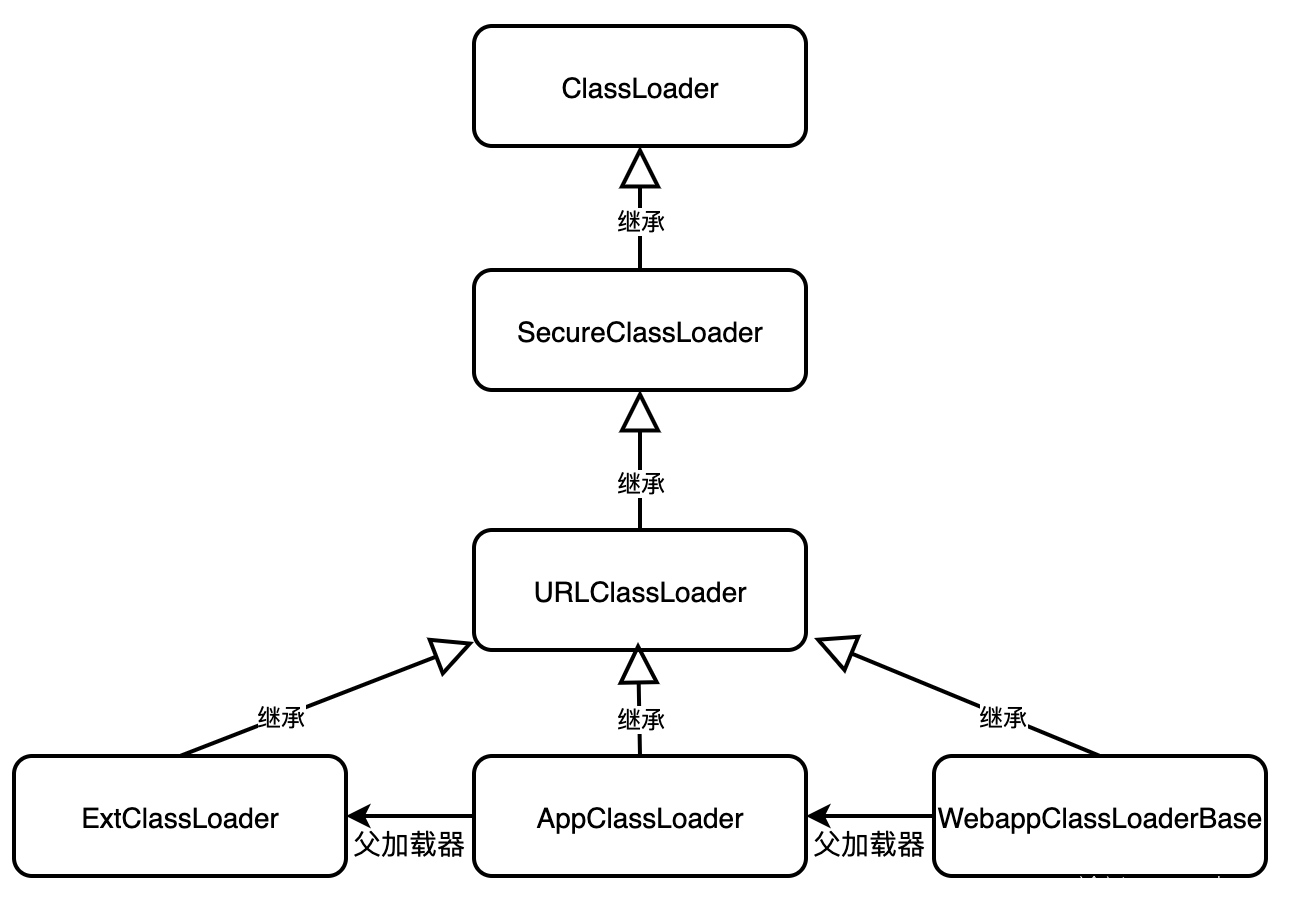 ClassLoader
继承
SecureClassLoader
继承
URLClassLoader
继承
继承
继承
ExtClassLoader
父加载器
AppClassLoader
父加载器
WebappClassLoaderBase